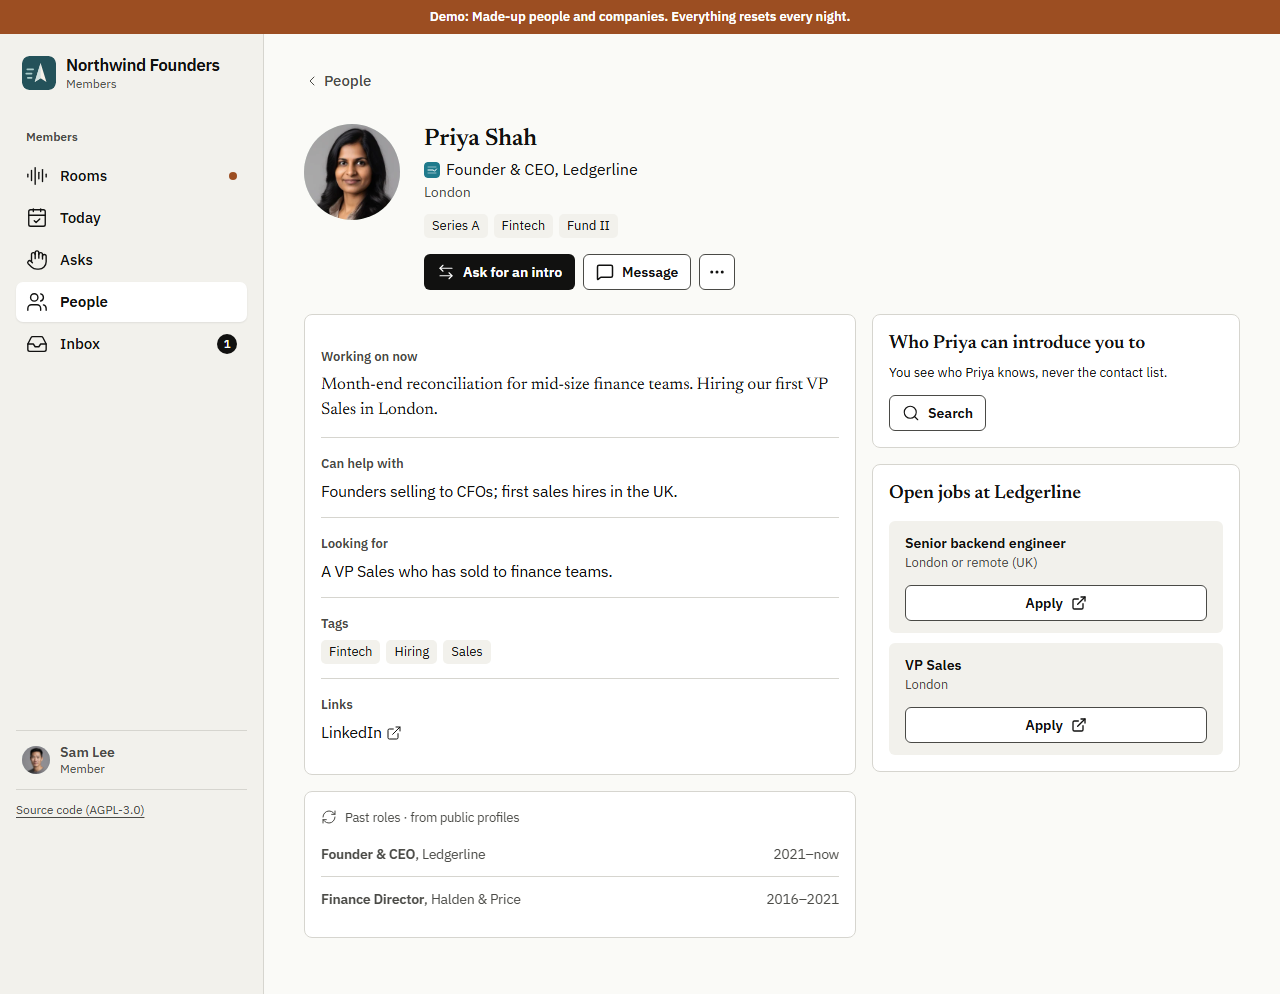 Demo: Made-up people and companies. Everything resets every night.
Northwind Founders
Members
Members
Rooms
Today
Asks
People
Inbox
1
Sam Lee
Member
Source code (AGPL-3.0)
People
Priya Shah
Founder & CEO, Ledgerline
London
Series A
Fintech
Fund II
Ask for an intro
Message
Working on now
Month-end reconciliation for mid-size finance teams. Hiring our first VP
Sales in London.
Can help with
Founders selling to CFOs; first sales hires in the UK.
Looking for
A VP Sales who has sold to finance teams.
Tags
Fintech
Hiring
Sales
Links
LinkedIn
Past roles · from public profiles
Founder & CEO, Ledgerline
2021–now
Finance Director, Halden & Price
2016–2021
Who Priya can introduce you to
You see who Priya knows, never the contact list.
Search
Open jobs at Ledgerline
Senior backend engineer
London or remote (UK)
Apply
VP Sales
London
Apply